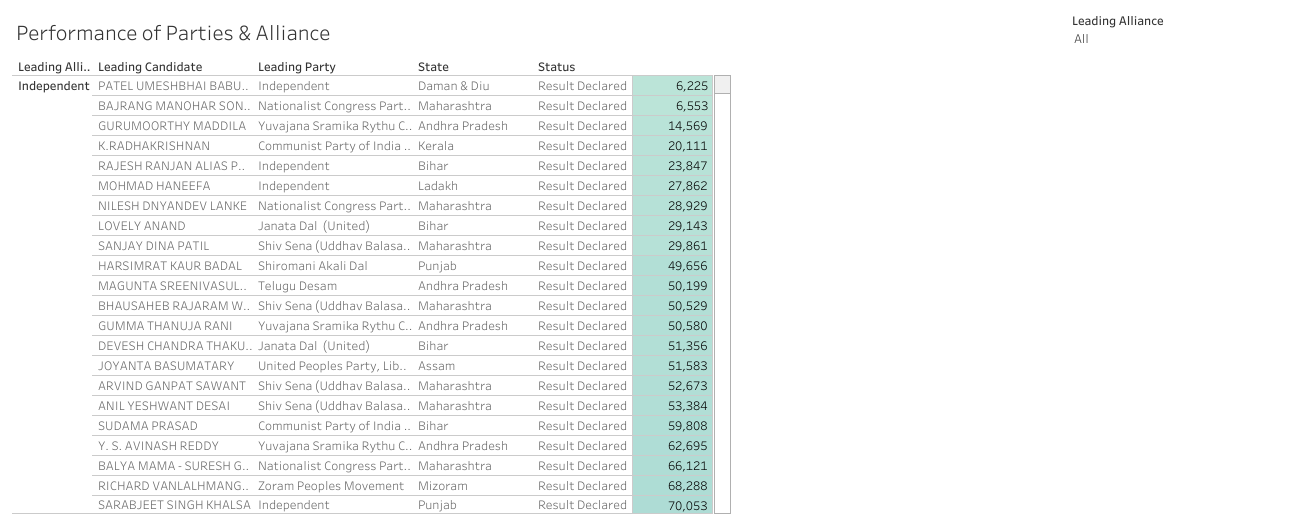 Performance of Parties & Alliance
Leading Alliance
All
Leading Alli.. Leading Candidate Leading Party State Status
Independent PATEL UMESHBHAI BABU.. Independent Daman & Diu Result Declared 6,225
BAJRANG MANOHAR SON.. Nationalist Congress Part.. Maharashtra Result Declared 6,553
GURUMOORTHY MADDILA Yuvajana Sramika Rythu C.. Andhra Pradesh Result Declared 14,569
K.RADHAKRISHNAN Communist Party of India .. Kerala Result Declared 20,111
RAJESH RANJAN ALIAS P.. Independent Bihar Result Declared 23,847
MOHMAD HANEEFA Independent Ladakh Result Declared 27,862
NILESH DNYANDEV LANKE Nationalist Congress Part.. Maharashtra Result Declared 28,929
LOVELY ANAND Janata Dal (United) Bihar Result Declared 29,143
SANJAY DINA PATIL Shiv Sena (Uddhav Balasa.. Maharashtra Result Declared 29,861
HARSIMRAT KAUR BADAL Shiromani Akali Dal Punjab Result Declared 49,656
MAGUNTA SREENIVASUL.. Telugu Desam Andhra Pradesh Result Declared 50,199
BHAUSAHEB RAJARAM W.. Shiv Sena (Uddhav Balasa.. Maharashtra Result Declared 50,529
GUMMA THANUJA RANI Yuvajana Sramika Rythu C.. Andhra Pradesh Result Declared 50,580
DEVESH CHANDRA THAKU.. Janata Dal (United) Bihar Result Declared 51,356
JOYANTA BASUMATARY United Peoples Party, Lib.. Assam Result Declared 51,583
ARVIND GANPAT SAWANT Shiv Sena (Uddhav Balasa.. Maharashtra Result Declared 52,673
ANIL YESHWANT DESAI Shiv Sena (Uddhav Balasa.. Maharashtra Result Declared 53,384
SUDAMA PRASAD Communist Party of India .. Bihar Result Declared 59,808
Y. S. AVINASH REDDY Yuvajana Sramika Rythu C.. Andhra Pradesh Result Declared 62,695
BALYA MAMA - SURESH G.. Nationalist Congress Part.. Maharashtra Result Declared 66,121
RICHARD VANLALHMANG.. Zoram Peoples Movement Mizoram Result Declared 68,288
SARABJEET SINGH KHALSA Independent Punjab Result Declared 70,053